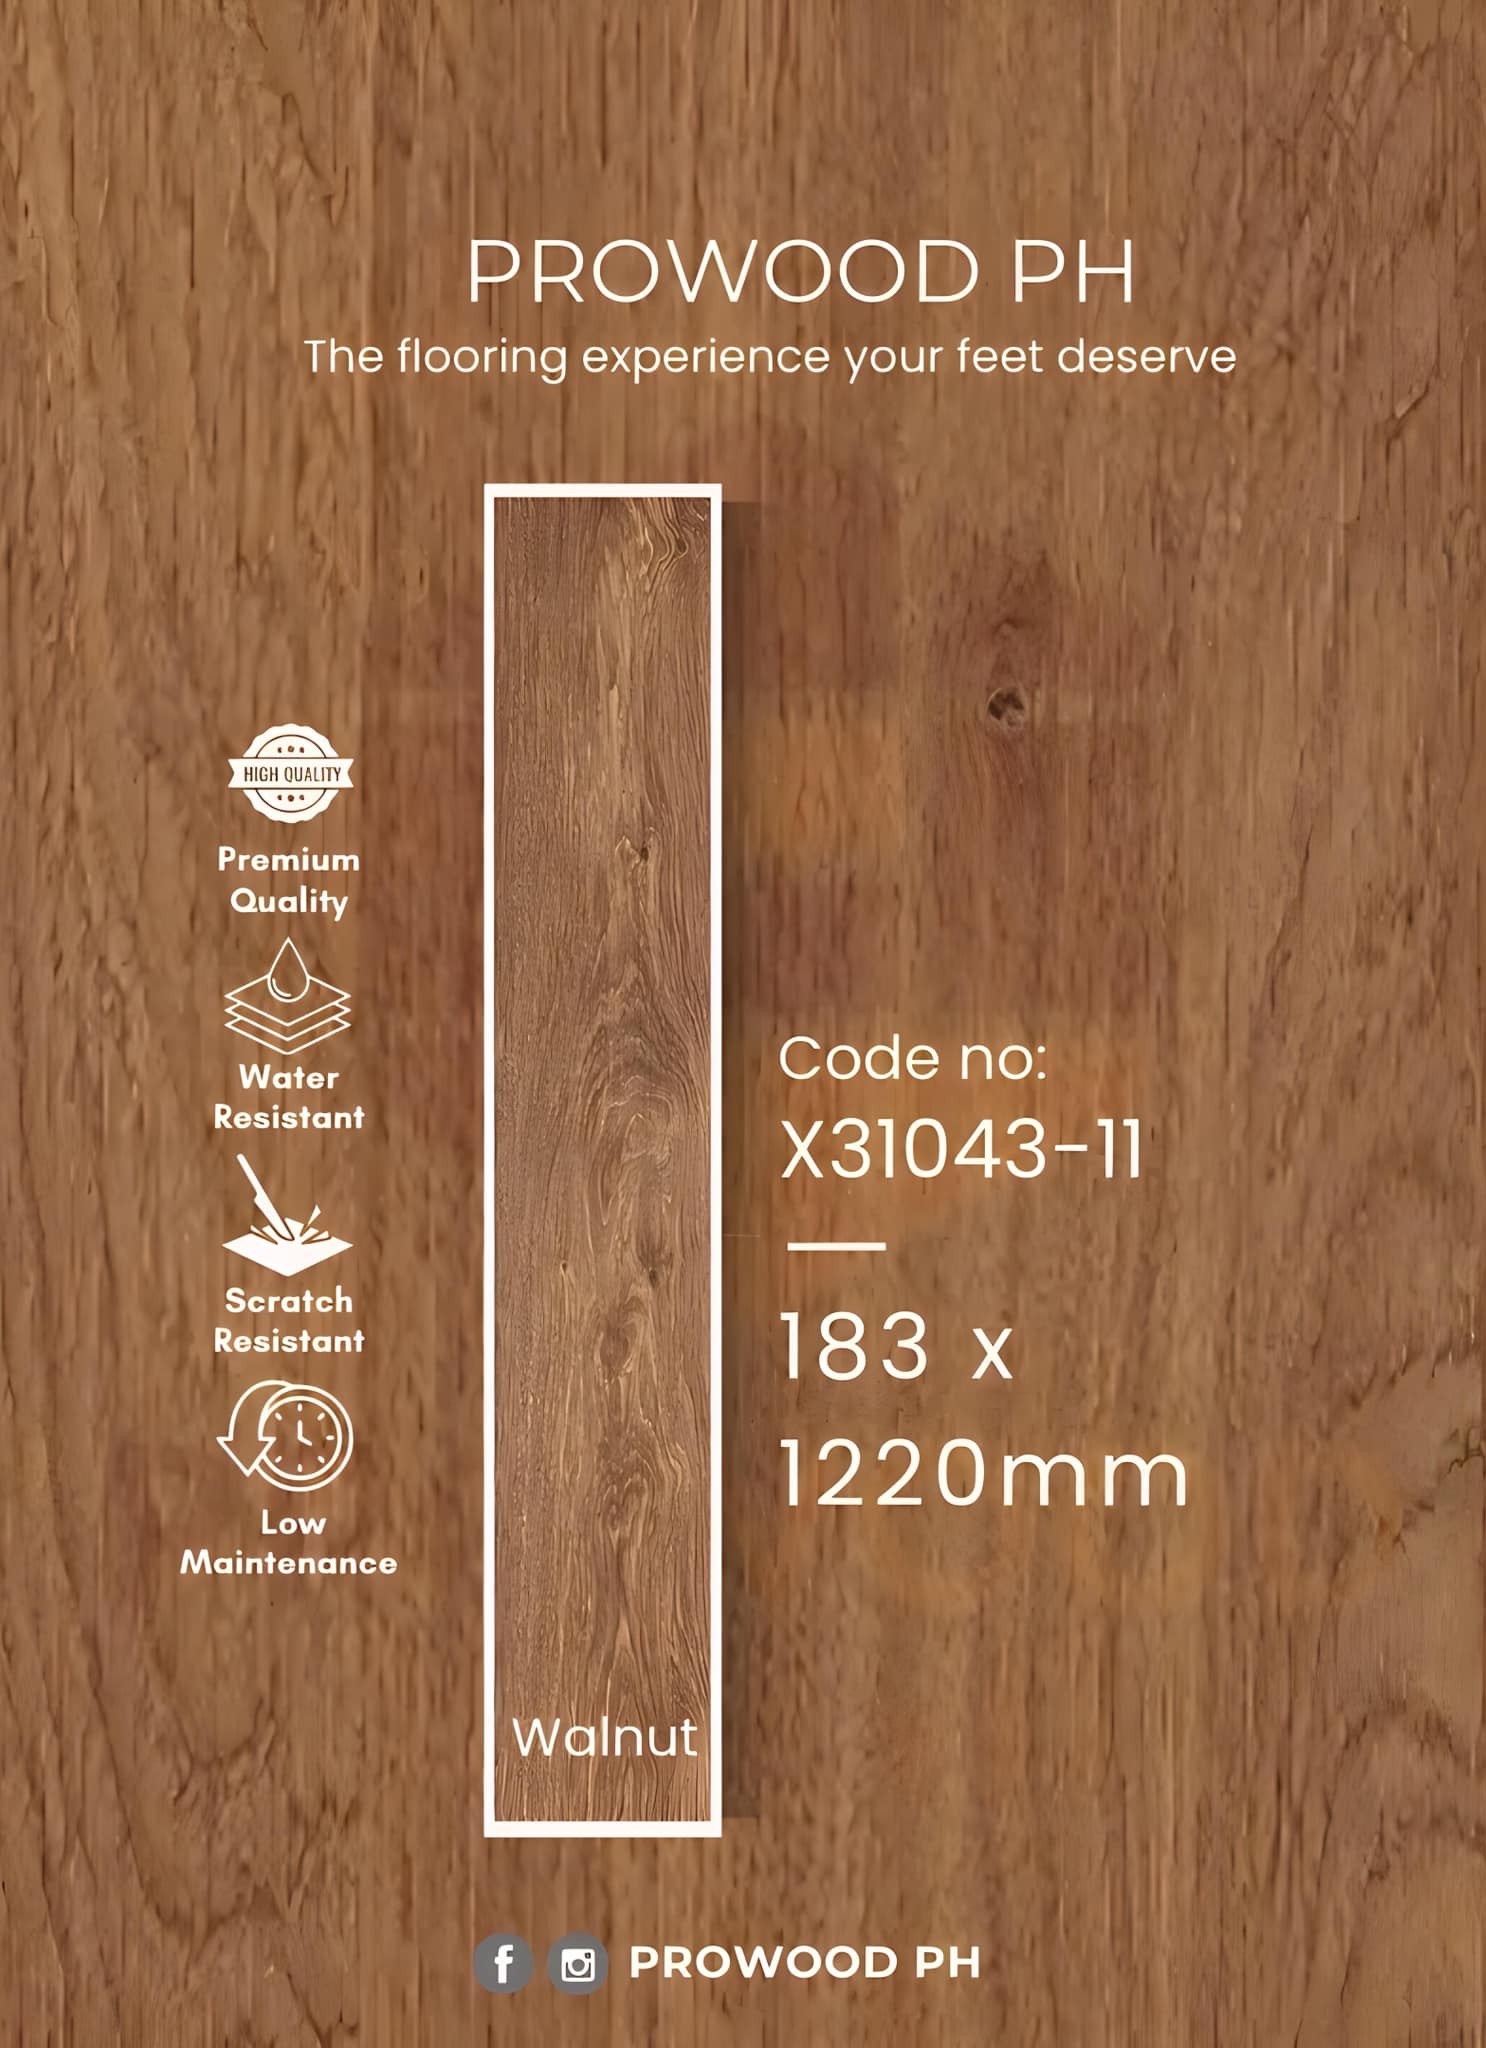 PROWOOD PH
The flooring experience your feet deserve
HIGH QUALITY
Premium
Quality
Water
Resistant
Scratch
Resistant
Low
Maintenance
Walnut
Code no:
X31043-11
183 x
1220mm
f
PROWOOD PH